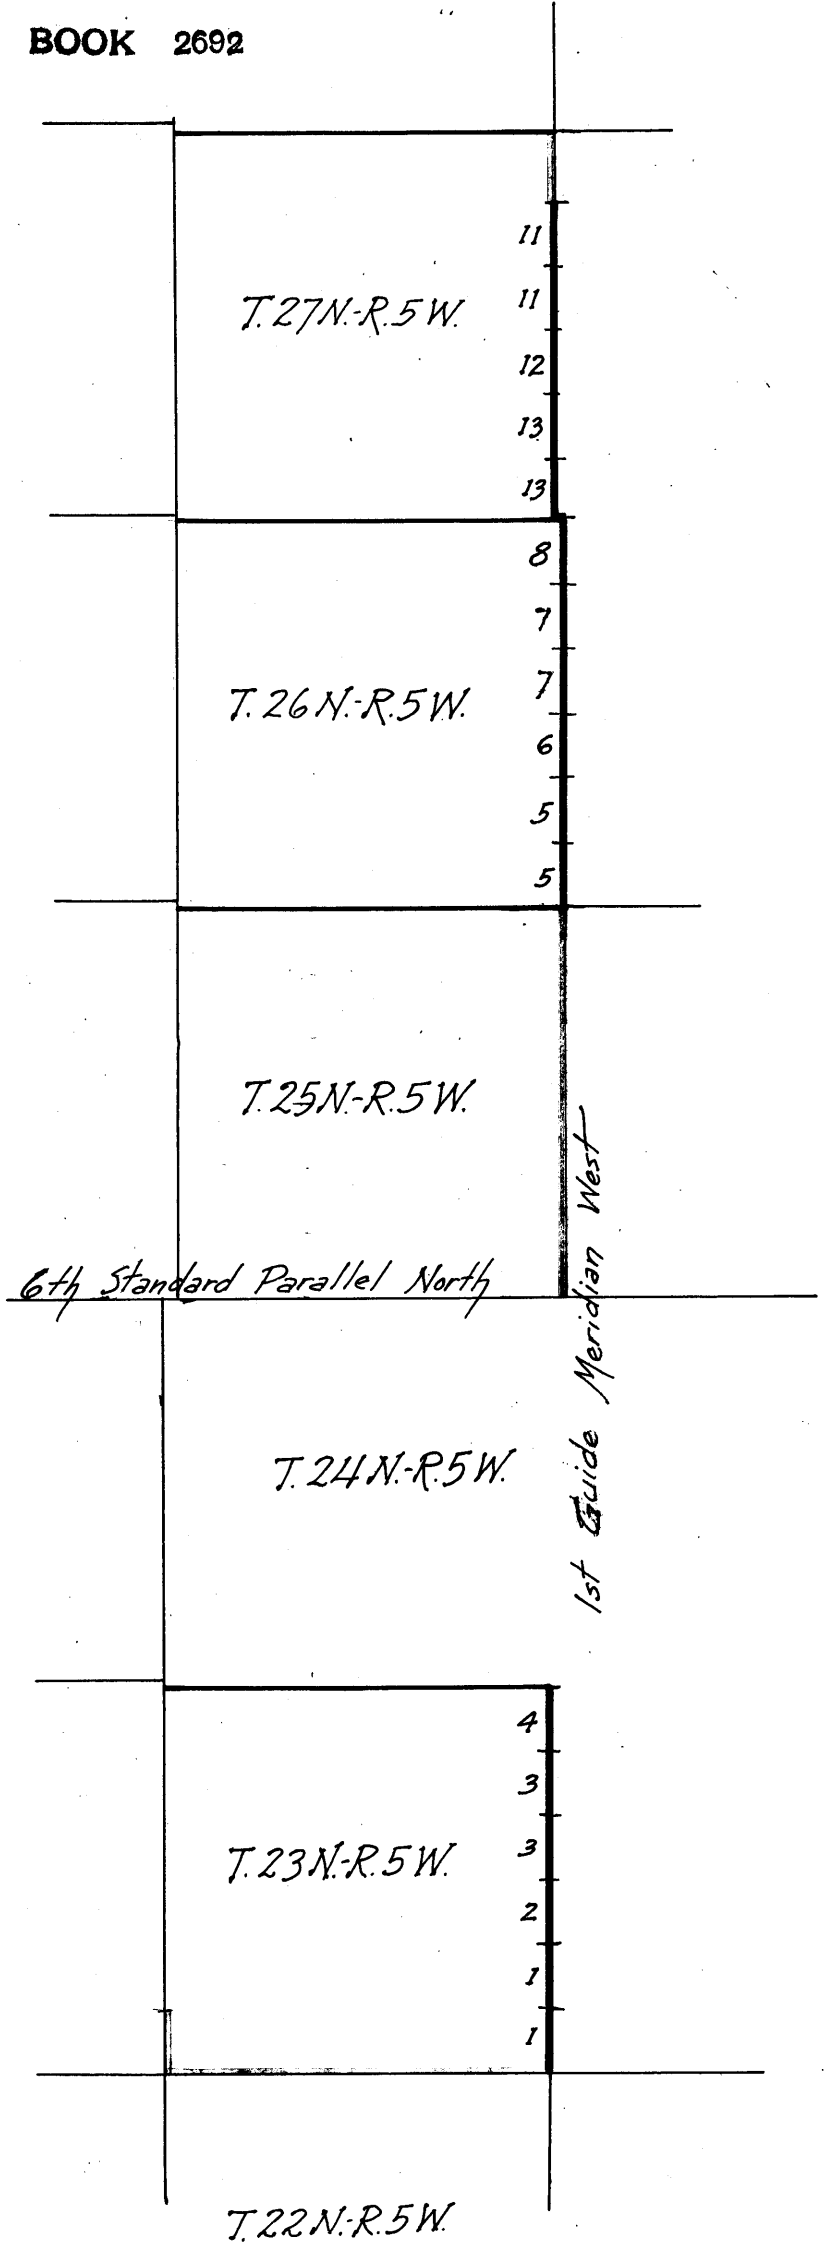 BOOK 2692
11
11
T.27N.-R.5W.
12
13
13
8
7
7
T.26N.-R.5W.
6
5
5
T.25N.-R.5W.
6th Standard Parallel North
1st Guide Meridian West
T.24N.-R.5W.
4
3
3
T.23N.-R.5W.
2
1
1
T.22N.-R.5W.